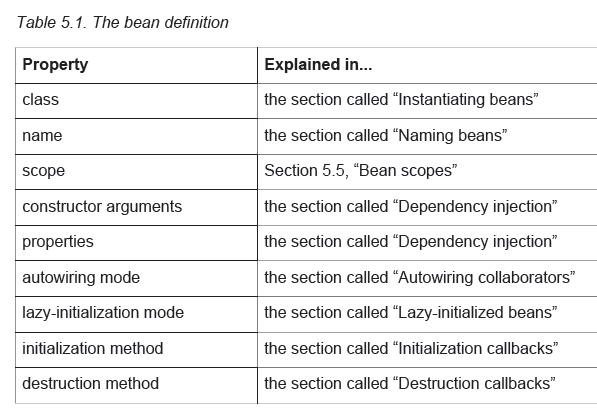 Table 5.1. The bean definition
Property Explained in...
class the section called “Instantiating beans”
name the section called “Naming beans”
scope Section 5.5, “Bean scopes”
constructor arguments the section called “Dependency injection”
properties the section called “Dependency injection”
autowiring mode the section called “Autowiring collaborators”
lazy-initialization mode the section called “Lazy-initialized beans”
initialization method the section called “Initialization callbacks”
destruction method the section called “Destruction callbacks”